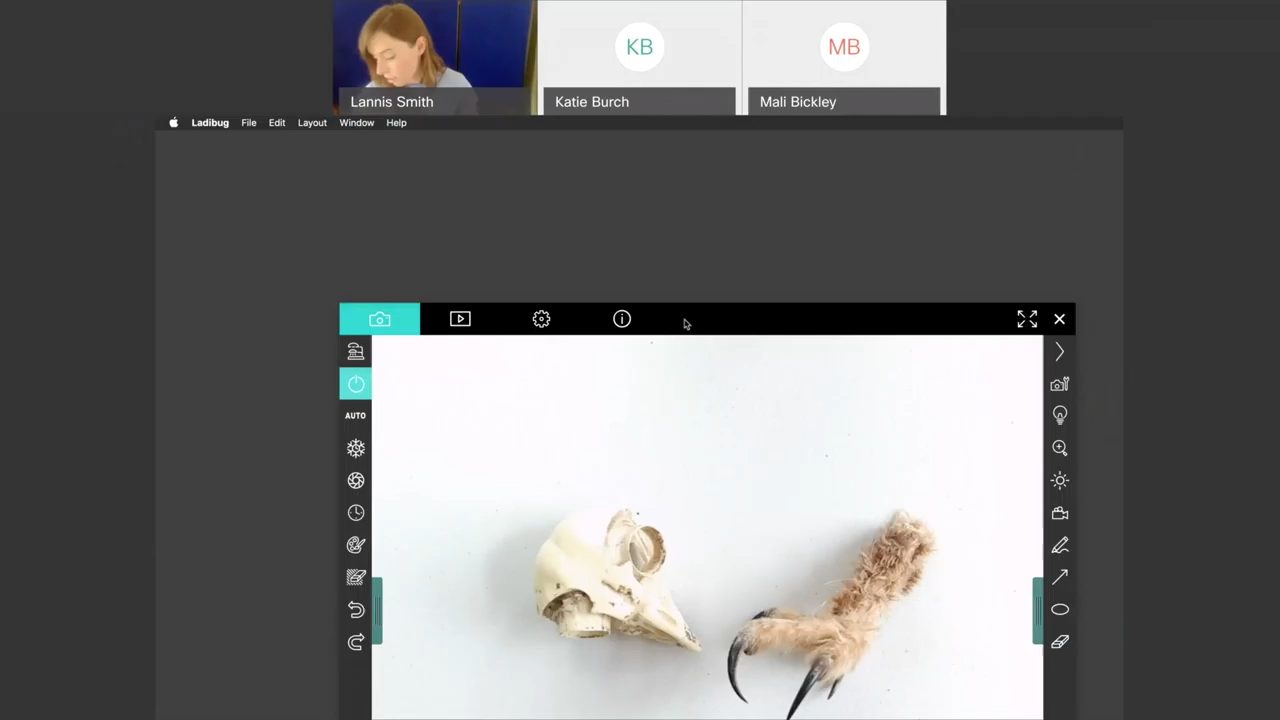 KB
MB
Lannis Smith
Katie Burch
Mali Bickley
Ladibug File Edit Layout Window Help
AUTO